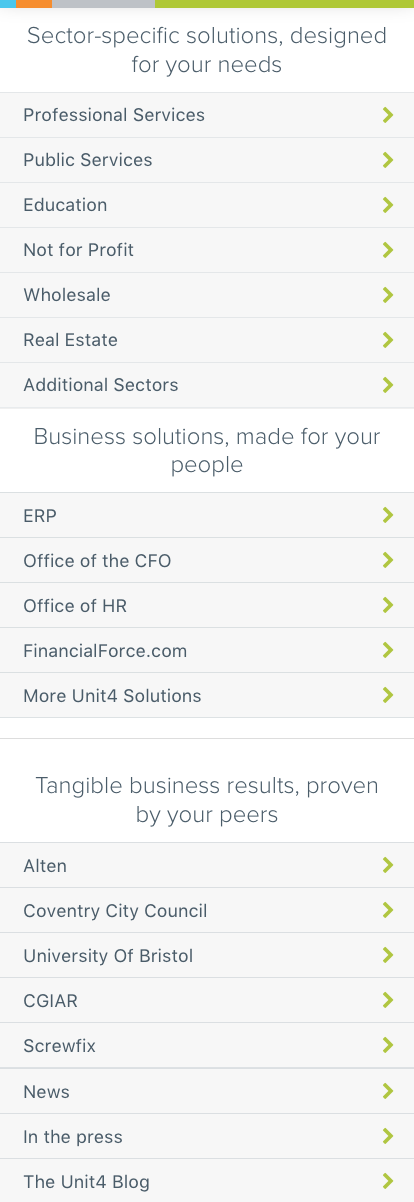 Sector-specific solutions, designed
for your needs
Professional Services
Public Services
Education
Not for Profit
Wholesale
Real Estate
Additional Sectors
Business solutions, made for your
people
ERP
Office of the CFO
Office of HR
FinancialForce.com
More Unit4 Solutions
Tangible business results, proven
by your peers
Alten
Coventry City Council
University Of Bristol
CGIAR
Screwfix
News
In the press
The Unit4 Blog